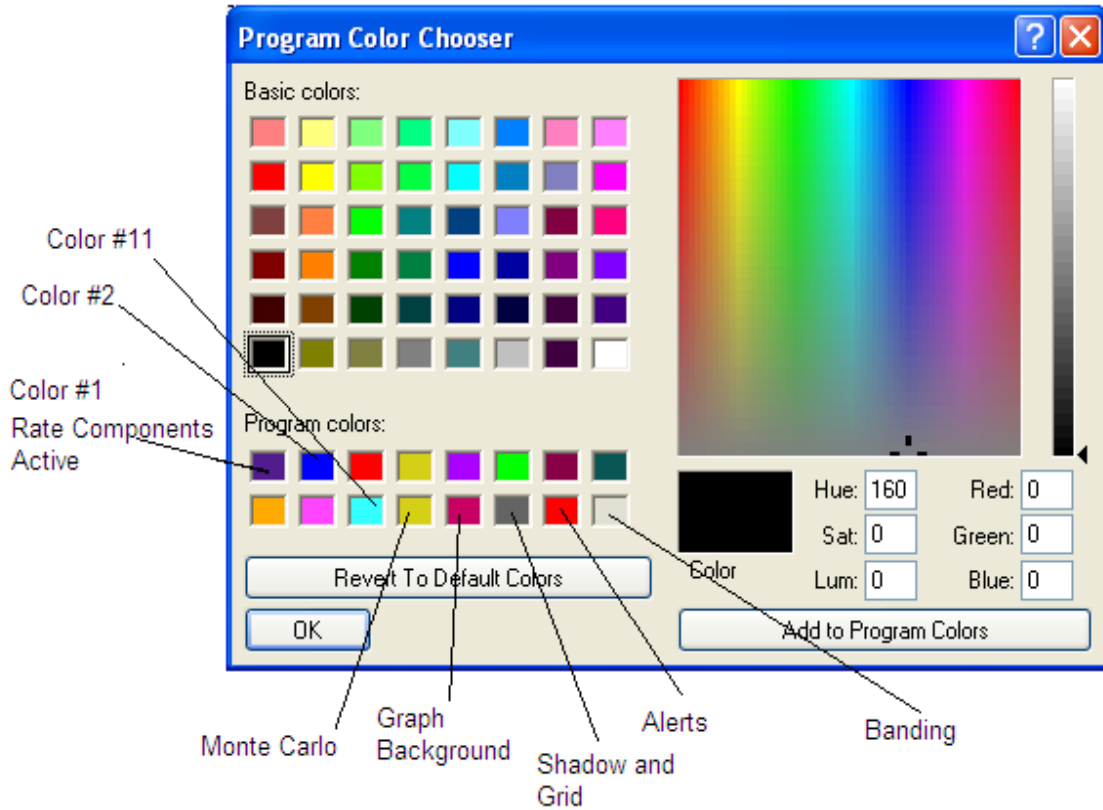 Program Color Chooser
?
Basic colors:
Color #11
Color #2
Color #1
Rate Components
Active
Program colors:
Hue: 160
Red: 0
Sat: 0
Green: 0
Color
Lum: 0
Blue: 0
Revert To Default Colors
OK
Add to Program Colors
Monte Carlo
Graph
Background
Shadow and
Grid
Alerts
Banding